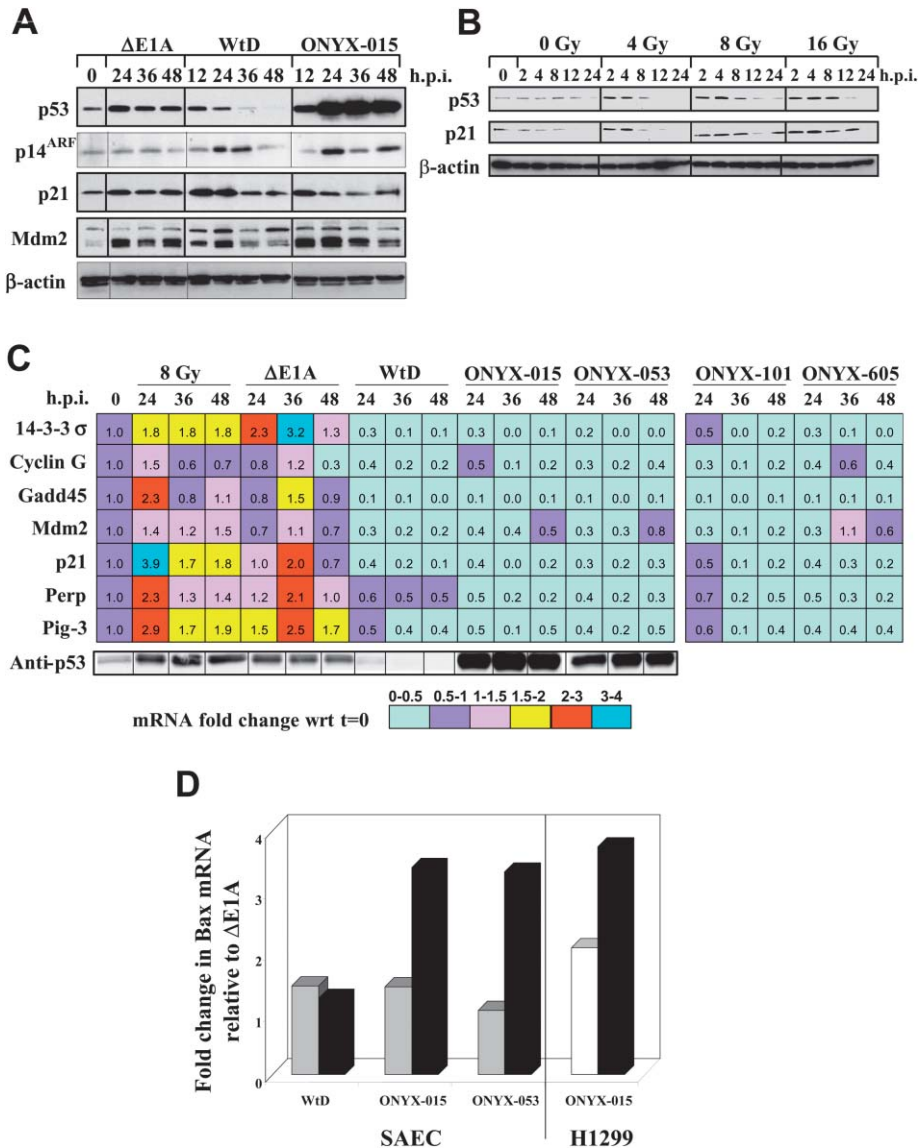 A
ΔE1A WtD ONYX-015
0 24 36 48 12 24 36 48 12 24 36 48 h.p.i.
p53
p14ARF
p21
Mdm2
β-actin
B
0 Gy 4 Gy 8 Gy 16 Gy
0 2 4 8 12 24 2 4 8 12 24 2 4 8 12 24 2 4 8 12 24 h.p.i.
p53
p21
β-actin
C
8 Gy ΔE1A WtD ONYX-015 ONYX-053 ONYX-101 ONYX-605
h.p.i. 0 24 36 48 24 36 48 24 36 48 24 36 48 24 36 48 24 36 48 24 36 48
14-3-3 σ 1.0 1.8 1.8 1.8 2.3 3.2 1.3 0.3 0.1 0.1 0.3 0.0 0.1 0.2 0.0 0.0 0.5 0.0 0.0 0.3 0.1 0.0
Cyclin G 1.0 1.5 0.6 0.7 0.8 1.2 0.3 0.4 0.2 0.2 0.5 0.1 0.2 0.4 0.2 0.2 0.3 0.1 0.2 0.4 0.6 0.4
Gadd45 1.0 2.3 0.8 1.1 0.8 1.5 0.9 0.1 0.1 0.0 0.1 0.0 0.1 0.1 0.1 0.1 0.1 0.0 0.1 0.1 0.1 0.1
Mdm2 1.0 1.4 1.2 1.5 0.7 1.1 0.7 0.3 0.2 0.2 0.4 0.4 0.5 0.3 0.3 0.8 0.3 0.1 0.2 0.3 1.1 0.6
p21 1.0 3.9 1.7 1.8 1.0 2.0 0.7 0.4 0.2 0.1 0.4 0.1 0.2 0.3 0.1 0.2 0.5 0.1 0.2 0.4 0.2 0.2
Perp 1.0 2.3 1.3 1.4 1.2 2.1 1.0 0.6 0.5 0.5 0.4 0.2 0.3 0.4 0.2 0.3 0.7 0.2 0.5 0.5 0.3 0.2
Pig-3 1.0 2.9 1.7 1.9 1.5 2.5 1.7 0.5 0.4 0.4 0.5 0.2 0.5 0.3 0.2 0.5 0.6 0.1 0.4 0.4 0.4 0.4
Anti-p53
0-0.5 0.5-1 1-1.5 1.5-2 2-3 3-4
mRNA fold change wrt t=0
D
Fold change in Bax mRNA
relative to ΔE1A
4
3
2
1
0
WtD ONYX-015 ONYX-053 ONYX-015
SAEC H1299